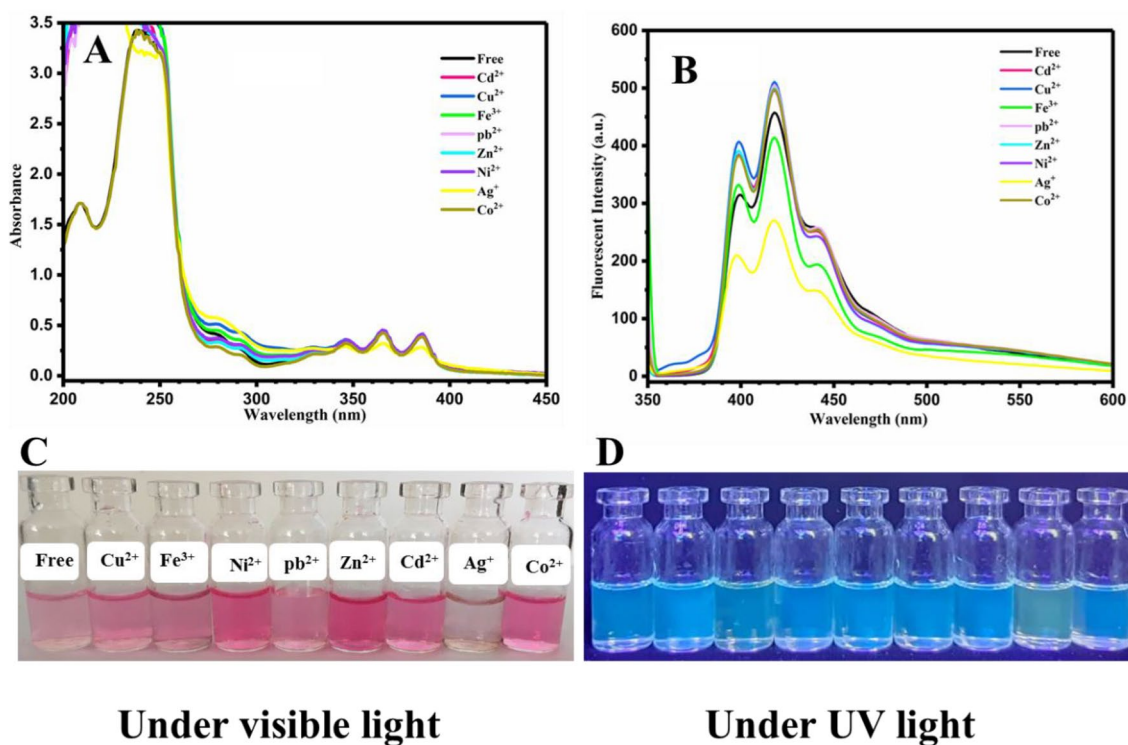 A
3.5
3.0
2.5
2.0
1.5
1.0
0.5
0.0
Absorbance
200 250 300 350 400 450
Wavelength (nm)
Free
Cd²⁺
Cu²⁺
Fe³⁺
pb²⁺
Zn²⁺
Ni²⁺
Ag⁺
Co²⁺
B
600
500
400
300
200
100
0
Fluorescent Intensity (a.u.)
350 400 450 500 550 600
Wavelength (nm)
Free
Cd²⁺
Cu²⁺
Fe³⁺
pb²⁺
Zn²⁺
Ni²⁺
Ag⁺
Co²⁺
C
Free Cu²⁺ Fe³⁺ Ni²⁺ pb²⁺ Zn²⁺ Cd²⁺ Ag⁺ Co²⁺
Under visible light
D
Under UV light